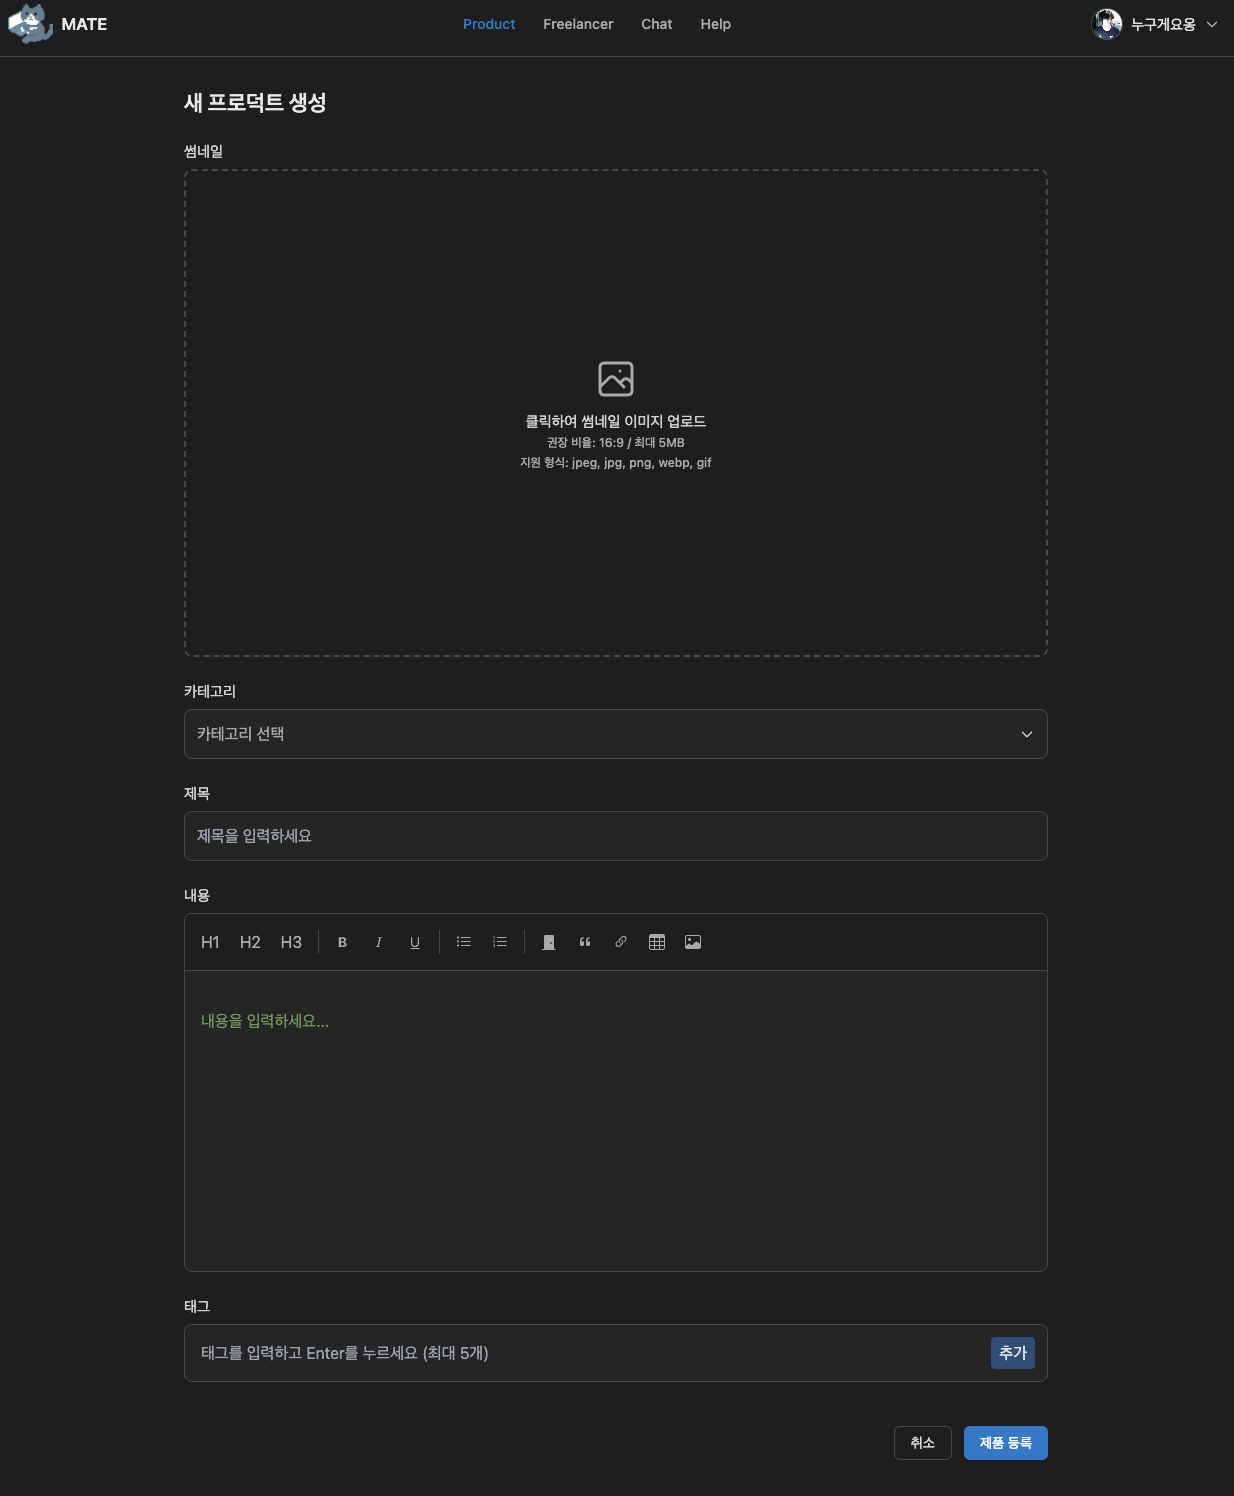 MATE
Product Freelancer Chat Help
누구게요옹
새 프로덕트 생성
썸네일
클릭하여 썸네일 이미지 업로드
권장 비율: 16:9 / 최대 5MB
지원 형식: jpeg, jpg, png, webp, gif
카테고리
카테고리 선택
제목
제목을 입력하세요
내용
H1 H2 H3 B I U
내용을 입력하세요...
태그
태그를 입력하고 Enter를 누르세요 (최대 5개) 추가
취소 제품 등록